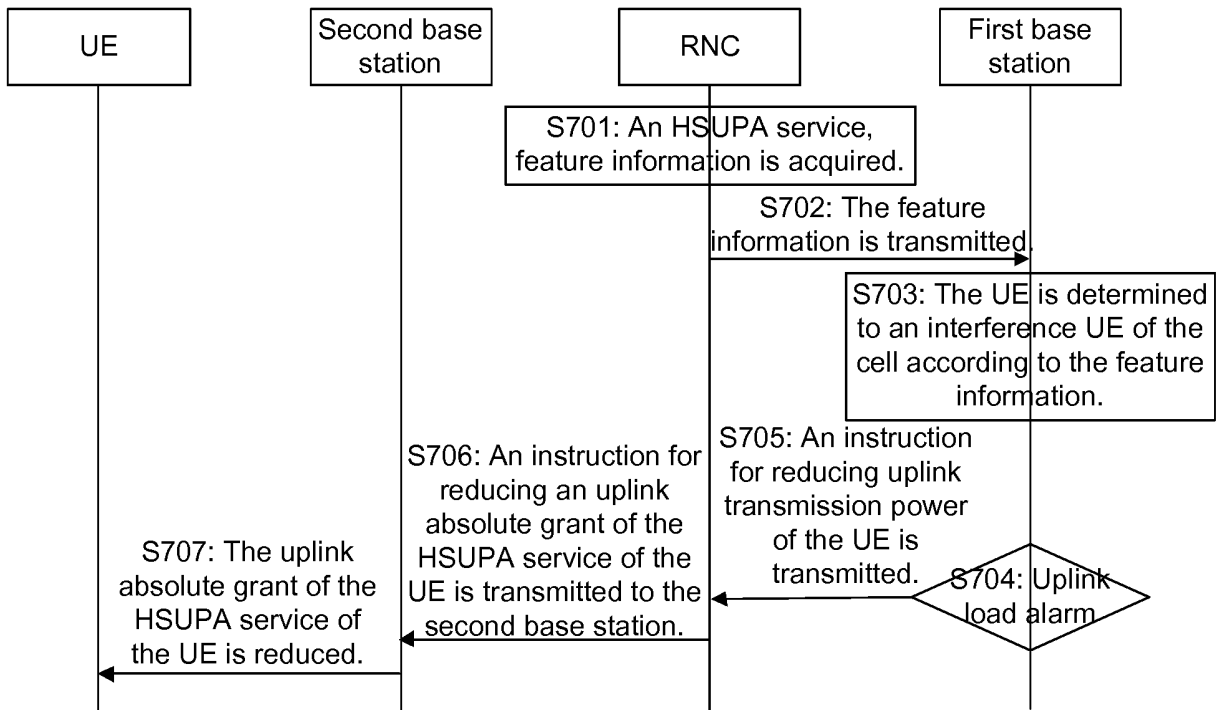 UE
Second base
station
RNC
First base
station
S701: An HSUPA service,
feature information is acquired.
S702: The feature
information is transmitted.
S703: The UE is determined
to an interference UE of the
cell according to the feature
information.
S704: Uplink
load alarm
S705: An instruction
for reducing uplink
transmission power
of the UE is
transmitted.
S706: An instruction for
reducing an uplink
absolute grant of the
HSUPA service of the
UE is transmitted to the
second base station.
S707: The uplink
absolute grant of the
HSUPA service of
the UE is reduced.